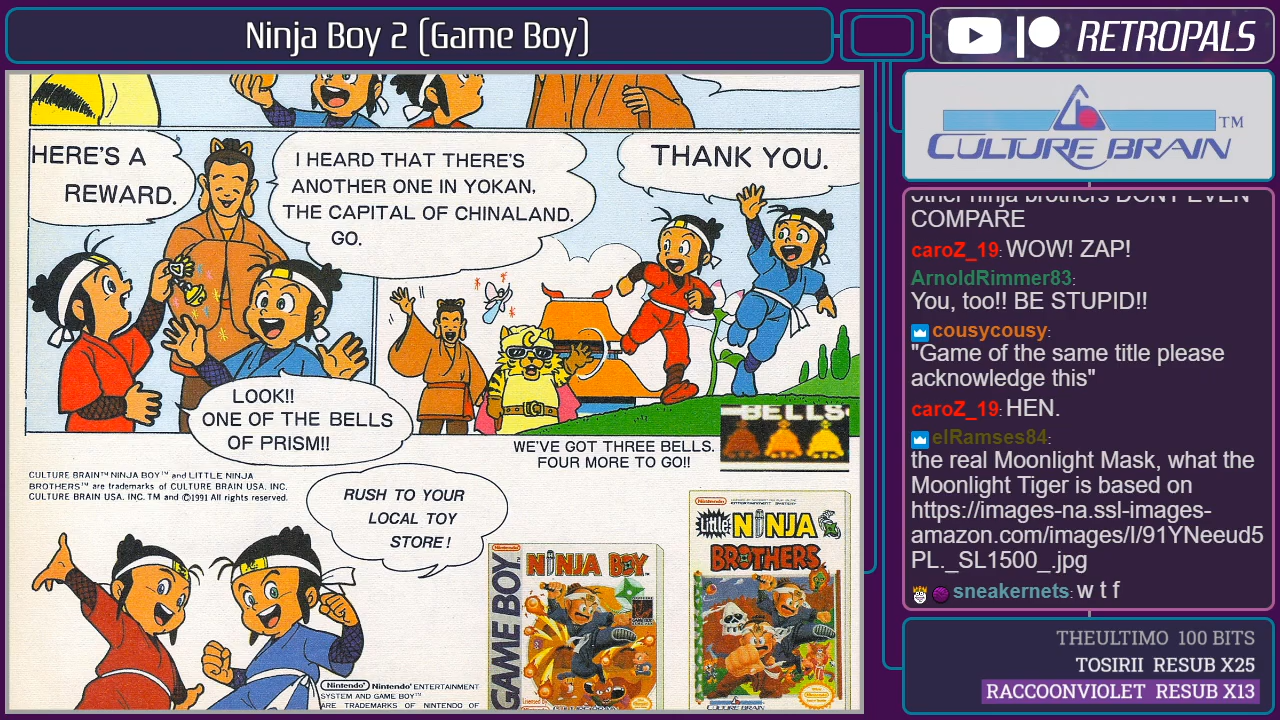 Ninja Boy 2 (Game Boy)
RETROPALS
HERE'S A
REWARD.
I HEARD THAT THERE'S
ANOTHER ONE IN YOKAN,
THE CAPITAL OF CHINALAND.
GO.
THANK YOU.
LOOK!!
ONE OF THE BELLS
OF PRISM!!
BELLS
WE'VE GOT THREE BELLS.
FOUR MORE TO GO!!
CULTURE BRAIN™ NINJA BOY™ and LITTLE NINJA
BROTHERS™ are trademarks of CULTURE BRAIN USA, INC.
CULTURE BRAIN USA. INC. TM and ©1991 All rights reserved.
RUSH TO YOUR
LOCAL TOY
STORE!
Nintendo
GAME BOY
NINJA BOY
Nintendo
Little NINJA
BROTHERS
CULTURE BRAIN
Nintendo Nintendo ENTERTAINMENT
SYSTEM AND GAME BOY™
ARE TRADEMARKS OF NINTENDO OF
CULTURE BRAIN TM
other ninja brothers DONT EVEN
COMPARE
caroZ_19: WOW! ZAP!
ArnoldRimmer83:
You, too!! BE STUPID!!
cousycousy:
"Game of the same title please
acknowledge this"
caroZ_19: HEN.
elRamses84:
the real Moonlight Mask, what the
Moonlight Tiger is based on
https://images-na.ssl-images-
amazon.com/images/I/91YNeeud5
PL._SL1500_.jpg
sneakernets: w t f
THEULTIMO 100 BITS
TOSIRII RESUB X25
RACCOONVIOLET RESUB X13